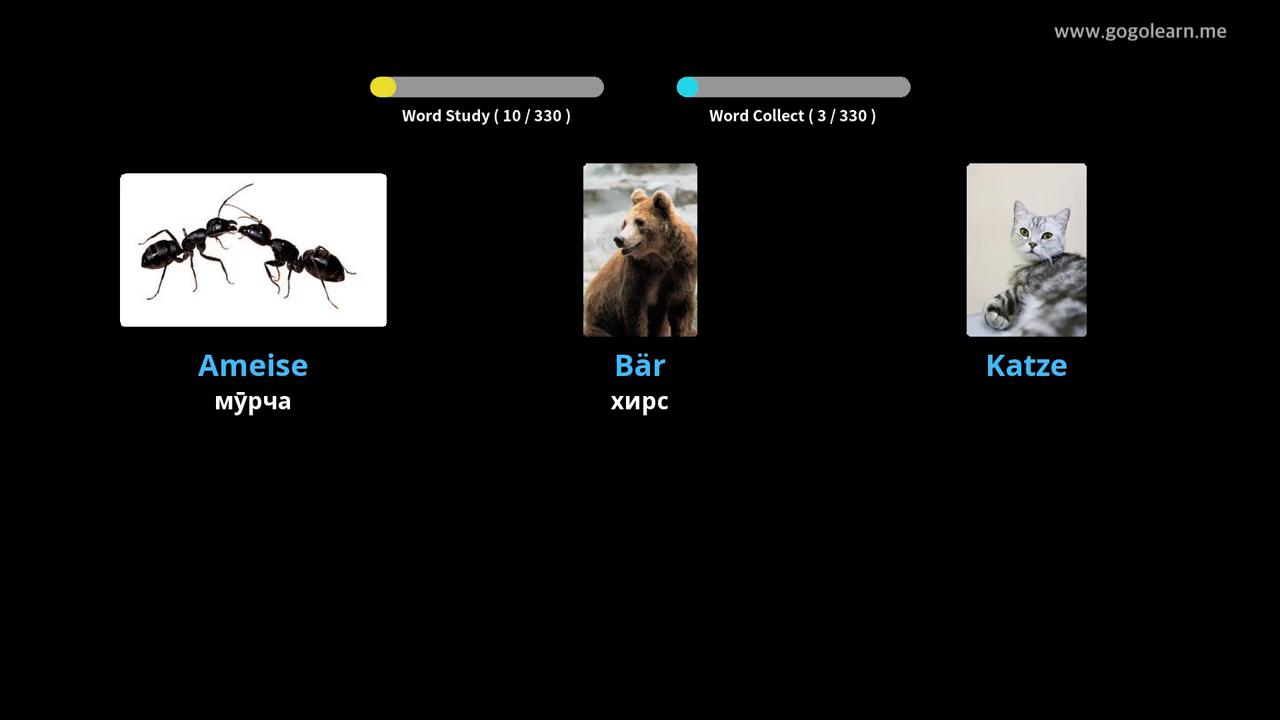 www.gogolearn.me
Word Study ( 10 / 330 )
Word Collect ( 3 / 330 )
Ameise
мӯрча
Bär
хирс
Katze